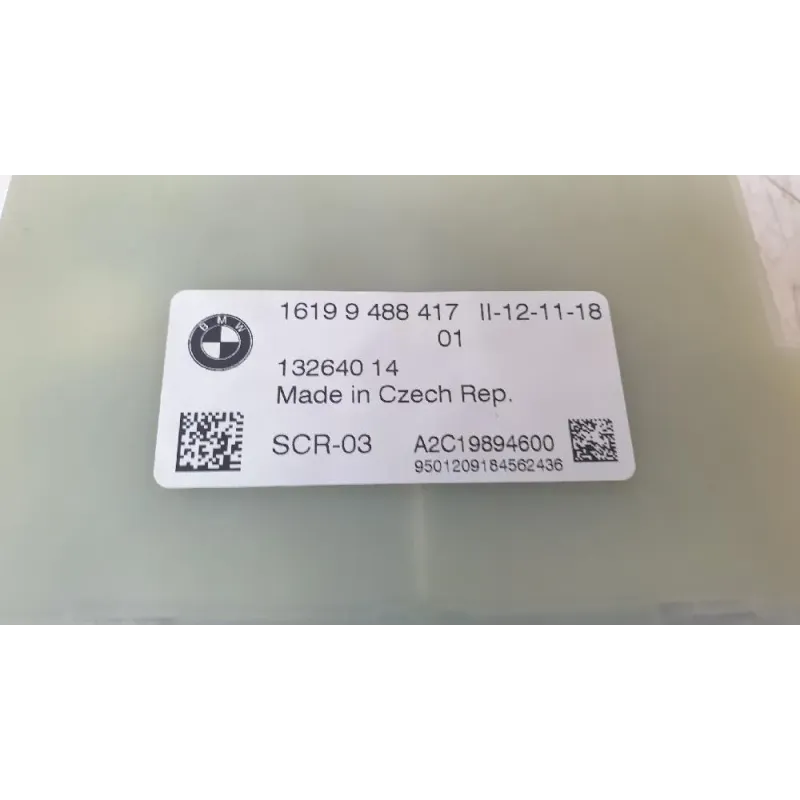 BMW
1619 9 488 417 II-12-11-18
01
132640 14
Made in Czech Rep.
SCR-03 A2C19894600
9501209184562436